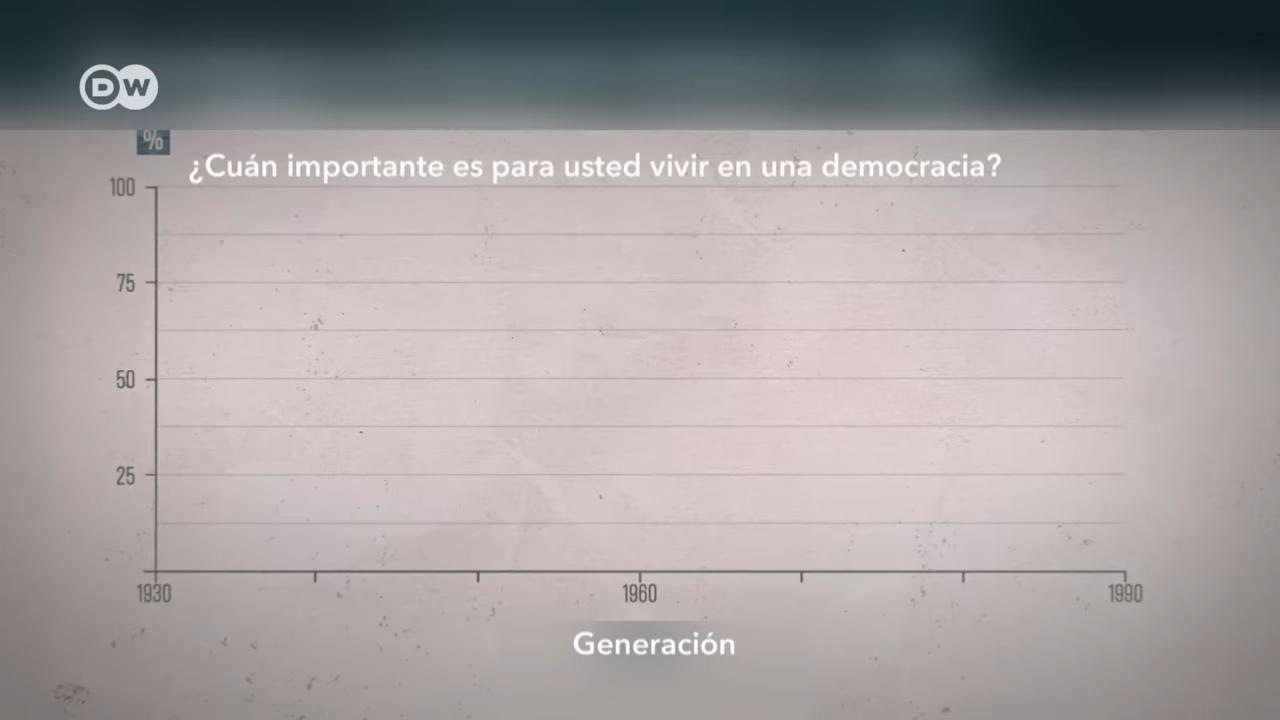 DW
%
¿Cuán importante es para usted vivir en una democracia?
100
75
50
25
1930 1960 1990
Generación